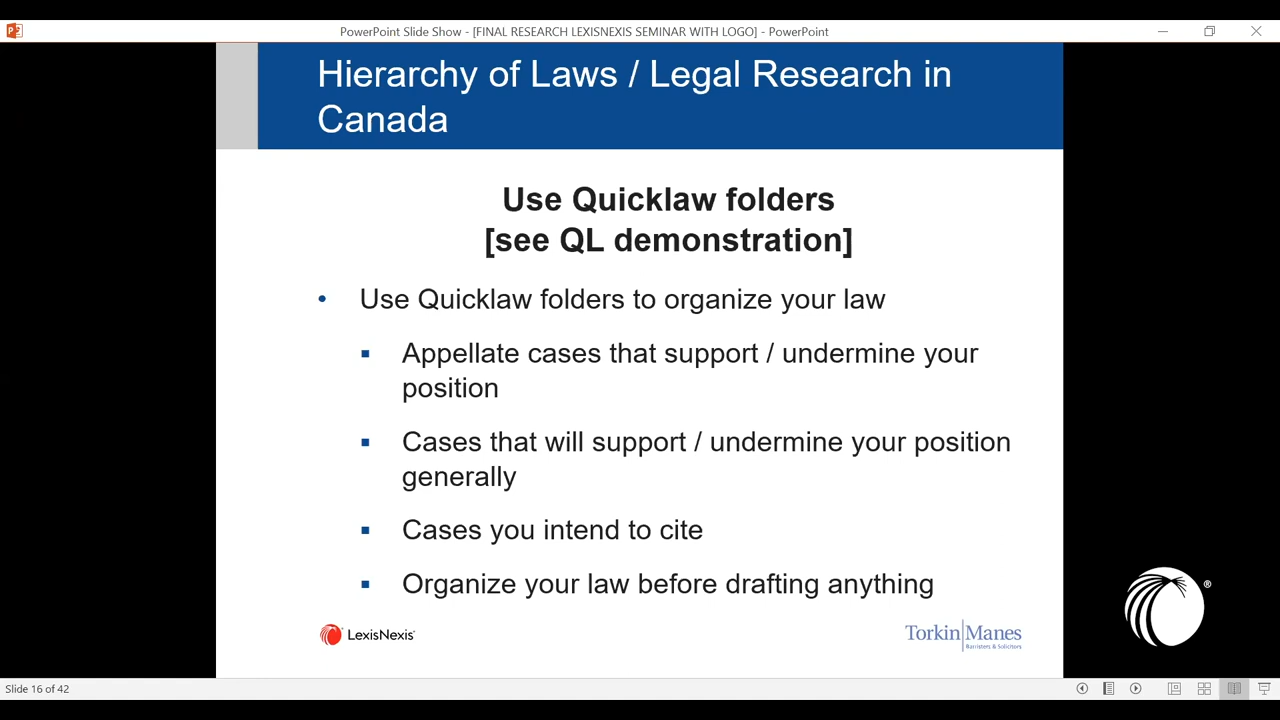 PowerPoint Slide Show - [FINAL RESEARCH LEXISNEXIS SEMINAR WITH LOGO] - PowerPoint
Hierarchy of Laws / Legal Research in
Canada
Use Quicklaw folders
[see QL demonstration]
• Use Quicklaw folders to organize your law
▪ Appellate cases that support / undermine your
position
▪ Cases that will support / undermine your position
generally
▪ Cases you intend to cite
▪ Organize your law before drafting anything
LexisNexis®
Torkin|Manes
Barristers & Solicitors
®
Slide 16 of 42